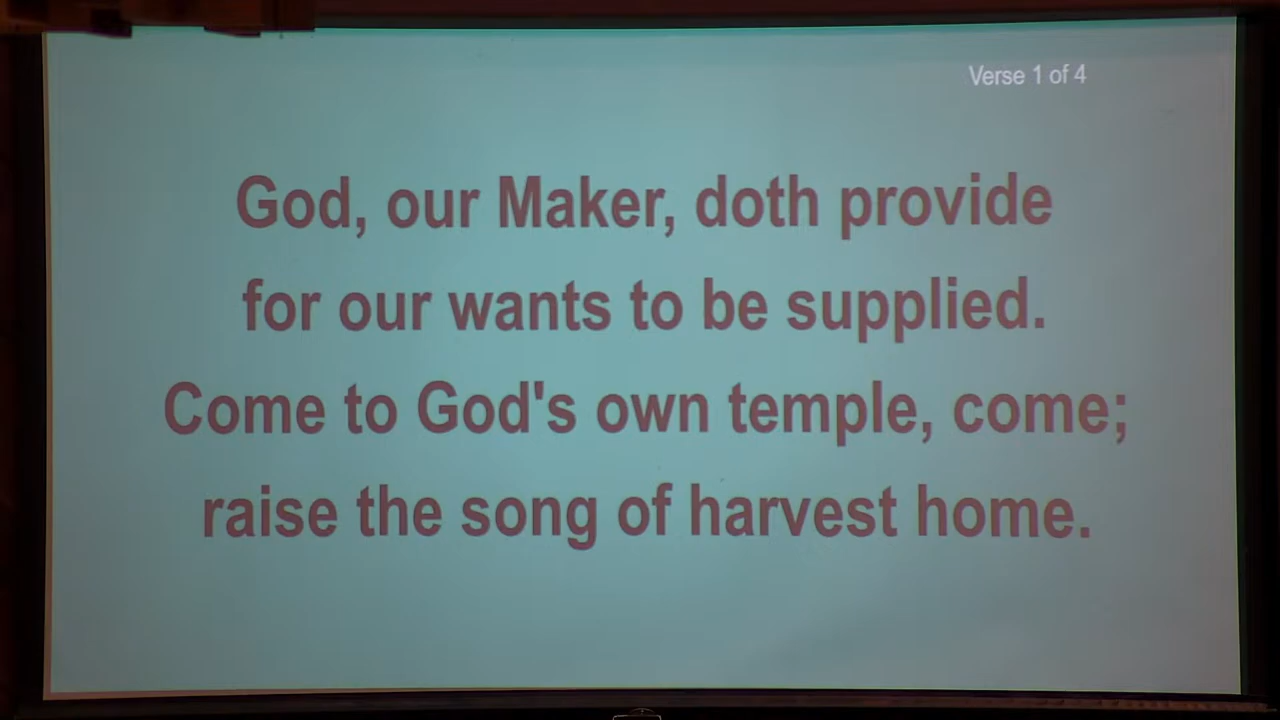 Verse 1 of 4
God, our Maker, doth provide
for our wants to be supplied.
Come to God's own temple, come;
raise the song of harvest home.